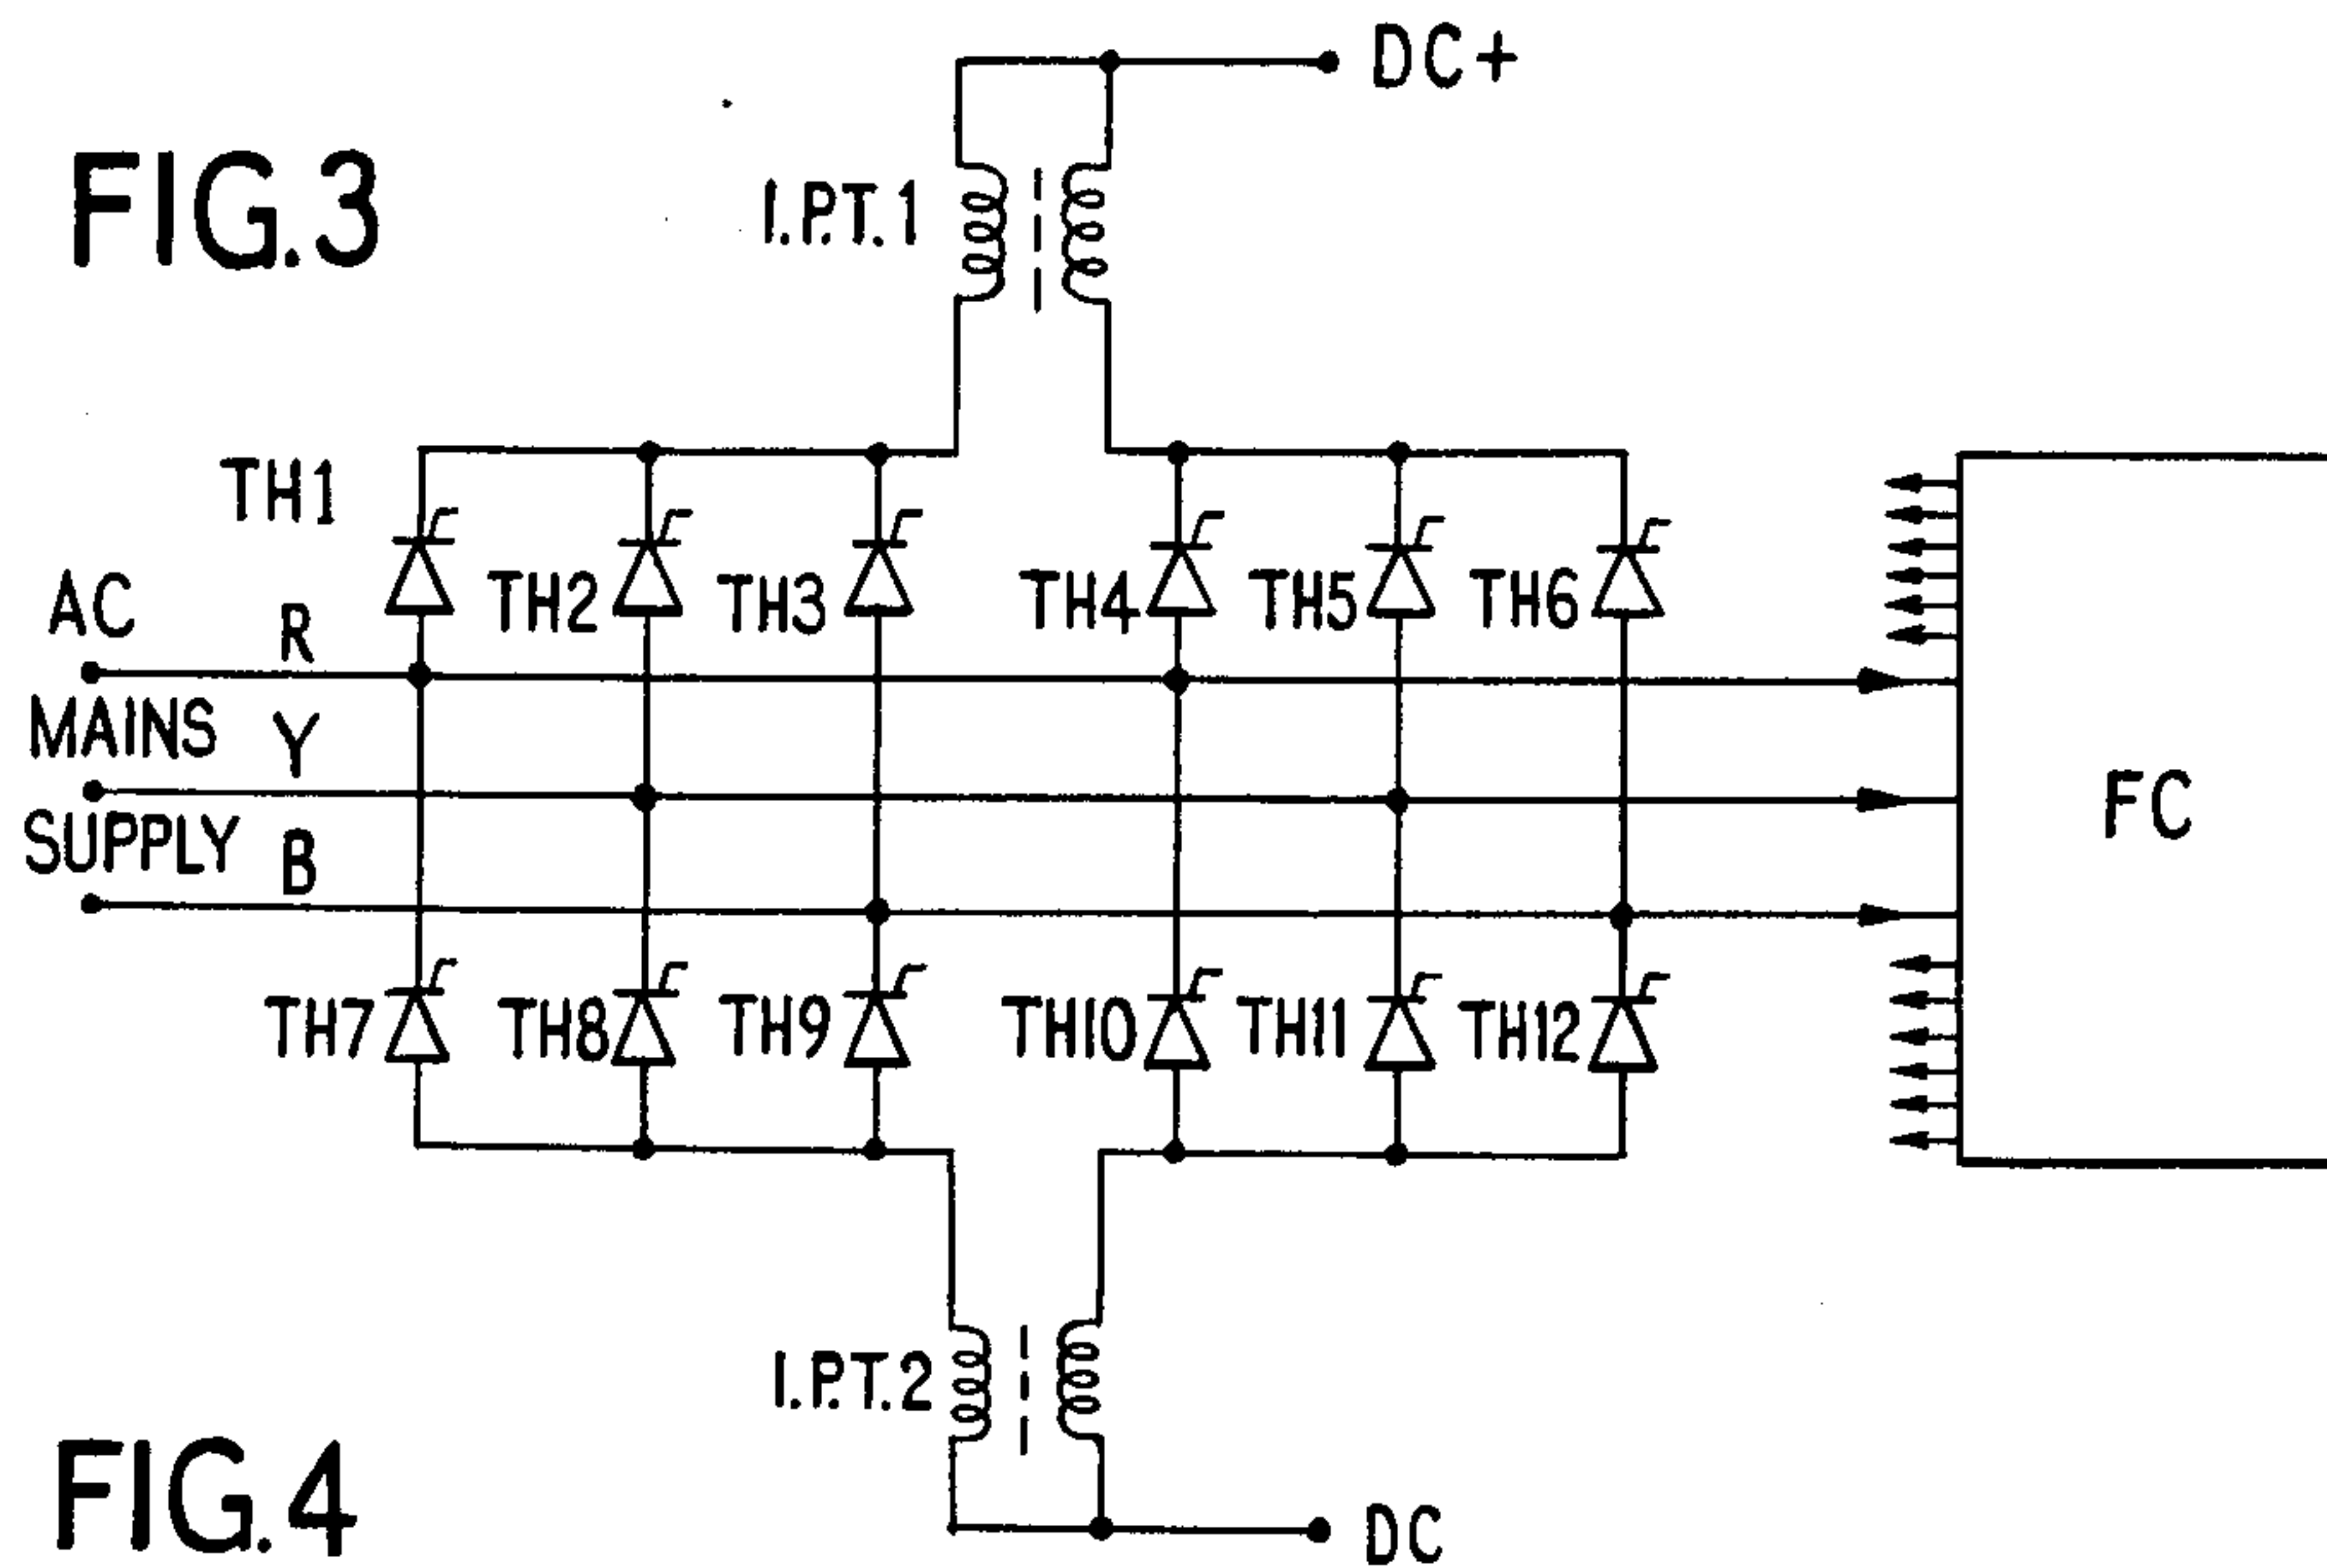 DC+
FIG.3
I.P.T.1
TH1
AC
R
TH2
TH3
TH4
TH5
TH6
MAINS
Y
SUPPLY
B
FC
TH7
TH8
TH9
TH10
TH11
TH12
I.P.T.2
FIG.4
DC